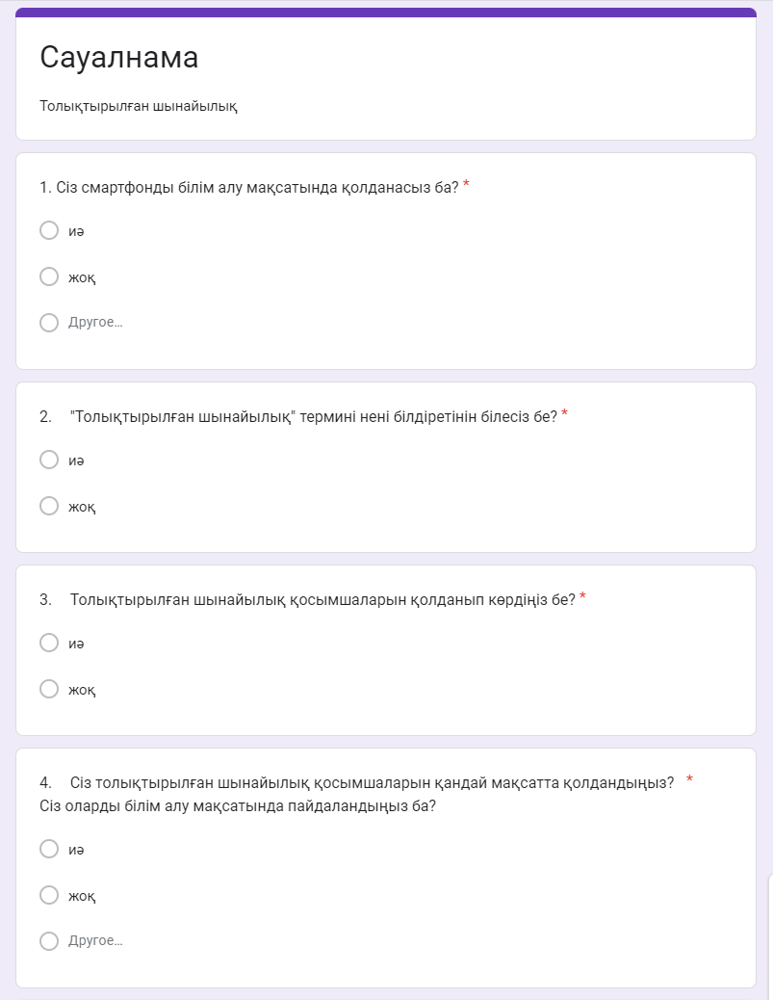 Сауалнама
Толықтырылған шынайылық
1. Сіз смартфонды білім алу мақсатында қолданасыз ба? *
иә
жоқ
Другое...
2. "Толықтырылған шынайылық" термині нені білдіретінін білесіз бе? *
иә
жоқ
3. Толықтырылған шынайылық қосымшаларын қолданып көрдіңіз бе? *
иә
жоқ
4. Сіз толықтырылған шынайылық қосымшаларын қандай мақсатта қолдандыңыз? *
Сіз оларды білім алу мақсатында пайдаландыңыз ба?
иә
жоқ
Другое...